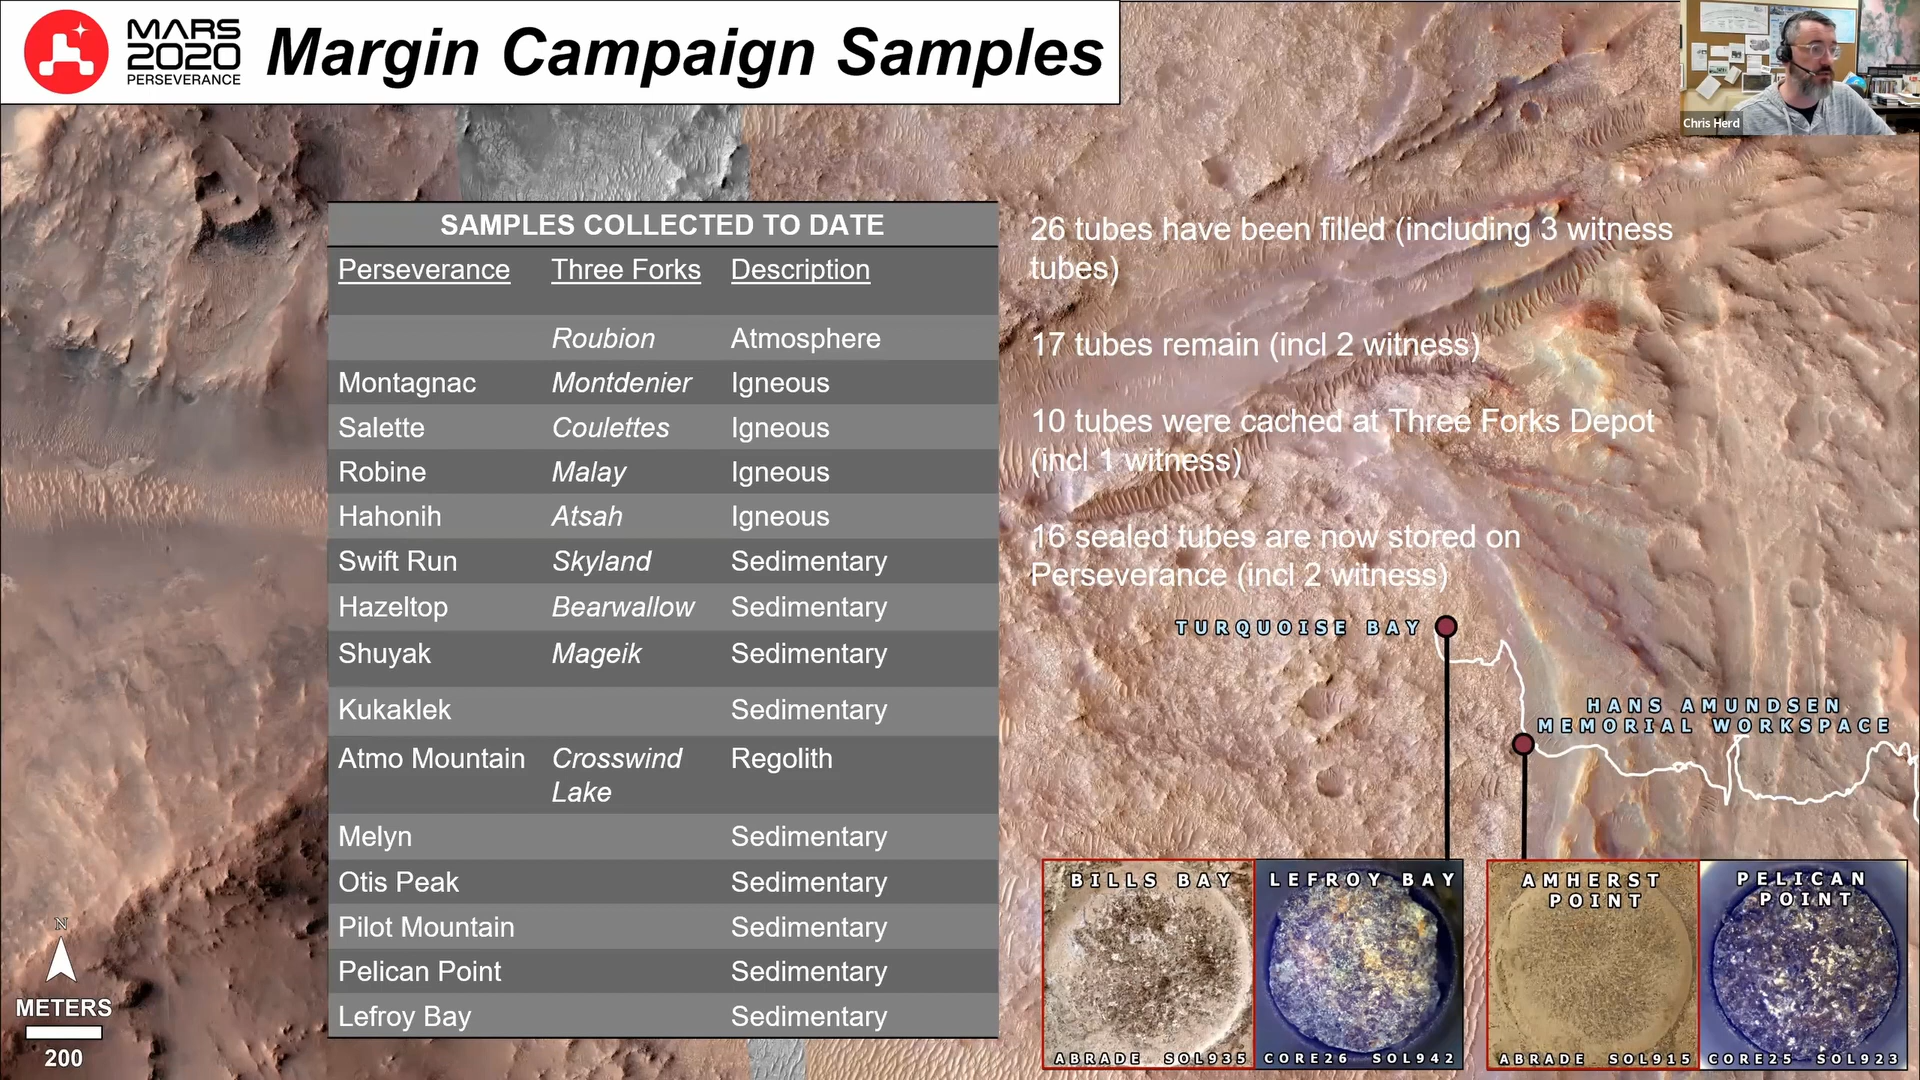 MARS
2020
PERSEVERANCE
Margin Campaign Samples
Chris Herd
SAMPLES COLLECTED TO DATE
Perseverance Three Forks Description
Roubion Atmosphere
Montagnac Montdenier Igneous
Salette Coulettes Igneous
Robine Malay Igneous
Hahonih Atsah Igneous
Swift Run Skyland Sedimentary
Hazeltop Bearwallow Sedimentary
Shuyak Mageik Sedimentary
Kukaklek Sedimentary
Atmo Mountain Crosswind Regolith
Lake
Melyn Sedimentary
Otis Peak Sedimentary
Pilot Mountain Sedimentary
Pelican Point Sedimentary
Lefroy Bay Sedimentary
26 tubes have been filled (including 3 witness
tubes)
17 tubes remain (incl 2 witness)
10 tubes were cached at Three Forks Depot
(incl 1 witness)
16 sealed tubes are now stored on
Perseverance (incl 2 witness)
TURQUOISE BAY
HANS AMUNDSEN
MEMORIAL WORKSPACE
BILLS BAY
ABRADE SOL935
LEFROY BAY
CORE26 SOL942
AMHERST
POINT
ABRADE SOL915
PELICAN
POINT
CORE25 SOL923
N
METERS
200